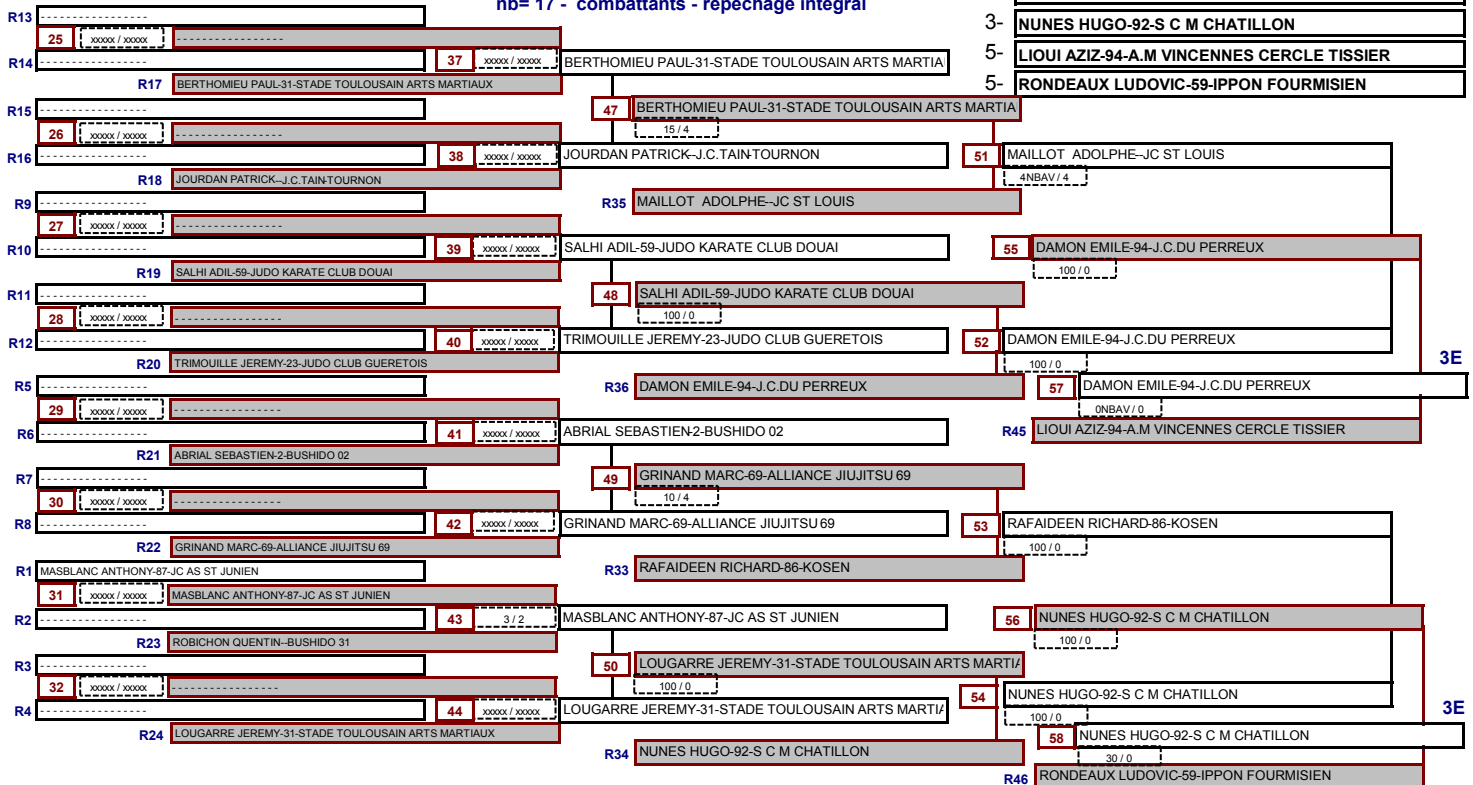 nb= 17 - combattants - repêchage intégral
3- NUNES HUGO-92-S C M CHATILLON
5- LIOUI AZIZ-94-A.M VINCENNES CERCLE TISSIER
5- RONDEAUX LUDOVIC-59-IPPON FOURMISIEN
R13 - - - - - - - - - - - - - - - -
25 xxxxx / xxxxx - - - - - - - - - - - - - - - -
R14 - - - - - - - - - - - - - - - -
37 xxxxx / xxxxx BERTHOMIEU PAUL-31-STADE TOULOUSAIN ARTS MARTIA
R17 BERTHOMIEU PAUL-31-STADE TOULOUSAIN ARTS MARTIAUX
R15 - - - - - - - - - - - - - - - -
47 BERTHOMIEU PAUL-31-STADE TOULOUSAIN ARTS MARTIA
15 / 4
26 xxxxx / xxxxx - - - - - - - - - - - - - - - -
R16 - - - - - - - - - - - - - - - -
38 xxxxx / xxxxx JOURDAN PATRICK--J.C.TAIN-TOURNON
51 MAILLOT ADOLPHE--JC ST LOUIS
4NBAV / 4
R18 JOURDAN PATRICK--J.C.TAIN-TOURNON
R9 - - - - - - - - - - - - - - - -
R35 MAILLOT ADOLPHE--JC ST LOUIS
27 xxxxx / xxxxx - - - - - - - - - - - - - - - -
R10 - - - - - - - - - - - - - - - -
39 xxxxx / xxxxx SALHI ADIL-59-JUDO KARATE CLUB DOUAI
55 DAMON EMILE-94-J.C.DU PERREUX
100 / 0
R19 SALHI ADIL-59-JUDO KARATE CLUB DOUAI
R11 - - - - - - - - - - - - - - - -
48 SALHI ADIL-59-JUDO KARATE CLUB DOUAI
100 / 0
28 xxxxx / xxxxx - - - - - - - - - - - - - - - -
R12 - - - - - - - - - - - - - - - -
40 xxxxx / xxxxx TRIMOUILLE JEREMY-23-JUDO CLUB GUERETOIS
52 DAMON EMILE-94-J.C.DU PERREUX
100 / 0
3E
R20 TRIMOUILLE JEREMY-23-JUDO CLUB GUERETOIS
R5 - - - - - - - - - - - - - - - -
R36 DAMON EMILE-94-J.C.DU PERREUX
57 DAMON EMILE-94-J.C.DU PERREUX
0NBAV / 0
29 xxxxx / xxxxx - - - - - - - - - - - - - - - -
R6 - - - - - - - - - - - - - - - -
41 xxxxx / xxxxx ABRIAL SEBASTIEN-2-BUSHIDO 02
R45 LIOUI AZIZ-94-A.M VINCENNES CERCLE TISSIER
R21 ABRIAL SEBASTIEN-2-BUSHIDO 02
R7 - - - - - - - - - - - - - - - -
49 GRINAND MARC-69-ALLIANCE JIUJITSU 69
10 / 4
30 xxxxx / xxxxx - - - - - - - - - - - - - - - -
R8 - - - - - - - - - - - - - - - -
42 xxxxx / xxxxx GRINAND MARC-69-ALLIANCE JIUJITSU 69
53 RAFAIDEEN RICHARD-86-KOSEN
100 / 0
R22 GRINAND MARC-69-ALLIANCE JIUJITSU 69
R1 MASBLANC ANTHONY-87-JC AS ST JUNIEN
R33 RAFAIDEEN RICHARD-86-KOSEN
31 xxxxx / xxxxx MASBLANC ANTHONY-87-JC AS ST JUNIEN
R2 - - - - - - - - - - - - - - - -
43 3 / 2 MASBLANC ANTHONY-87-JC AS ST JUNIEN
56 NUNES HUGO-92-S C M CHATILLON
100 / 0
R23 ROBICHON QUENTIN--BUSHIDO 31
R3 - - - - - - - - - - - - - - - -
50 LOUGARRE JEREMY-31-STADE TOULOUSAIN ARTS MARTIA
100 / 0
32 xxxxx / xxxxx - - - - - - - - - - - - - - - -
R4 - - - - - - - - - - - - - - - -
44 xxxxx / xxxxx LOUGARRE JEREMY-31-STADE TOULOUSAIN ARTS MARTIA
54 NUNES HUGO-92-S C M CHATILLON
100 / 0
3E
R24 LOUGARRE JEREMY-31-STADE TOULOUSAIN ARTS MARTIAUX
58 NUNES HUGO-92-S C M CHATILLON
30 / 0
R34 NUNES HUGO-92-S C M CHATILLON
R46 RONDEAUX LUDOVIC-59-IPPON FOURMISIEN